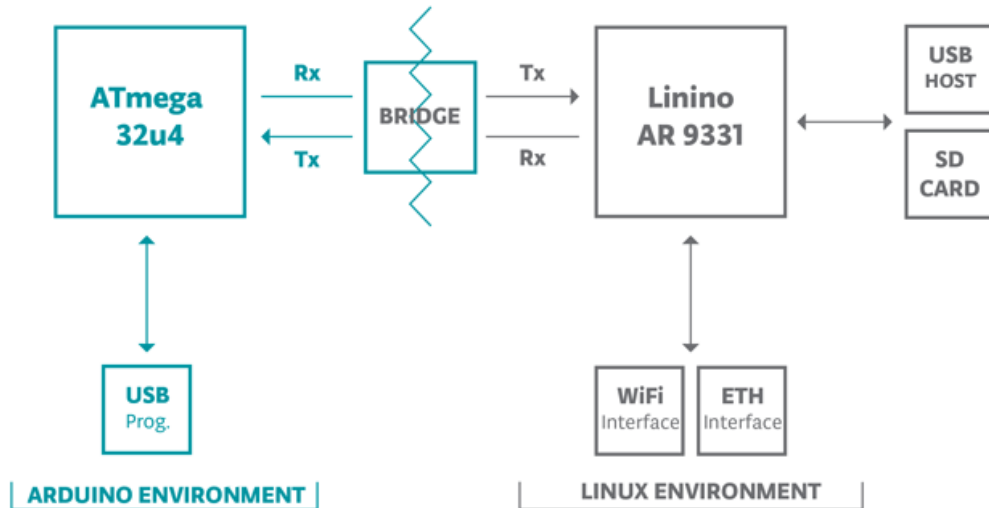 ATmega
32u4
Rx
Tx
BRIDGE
Tx
Rx
Linino
AR 9331
USB
HOST
SD
CARD
USB
Prog.
WiFi
Interface
ETH
Interface
ARDUINO ENVIRONMENT
LINUX ENVIRONMENT